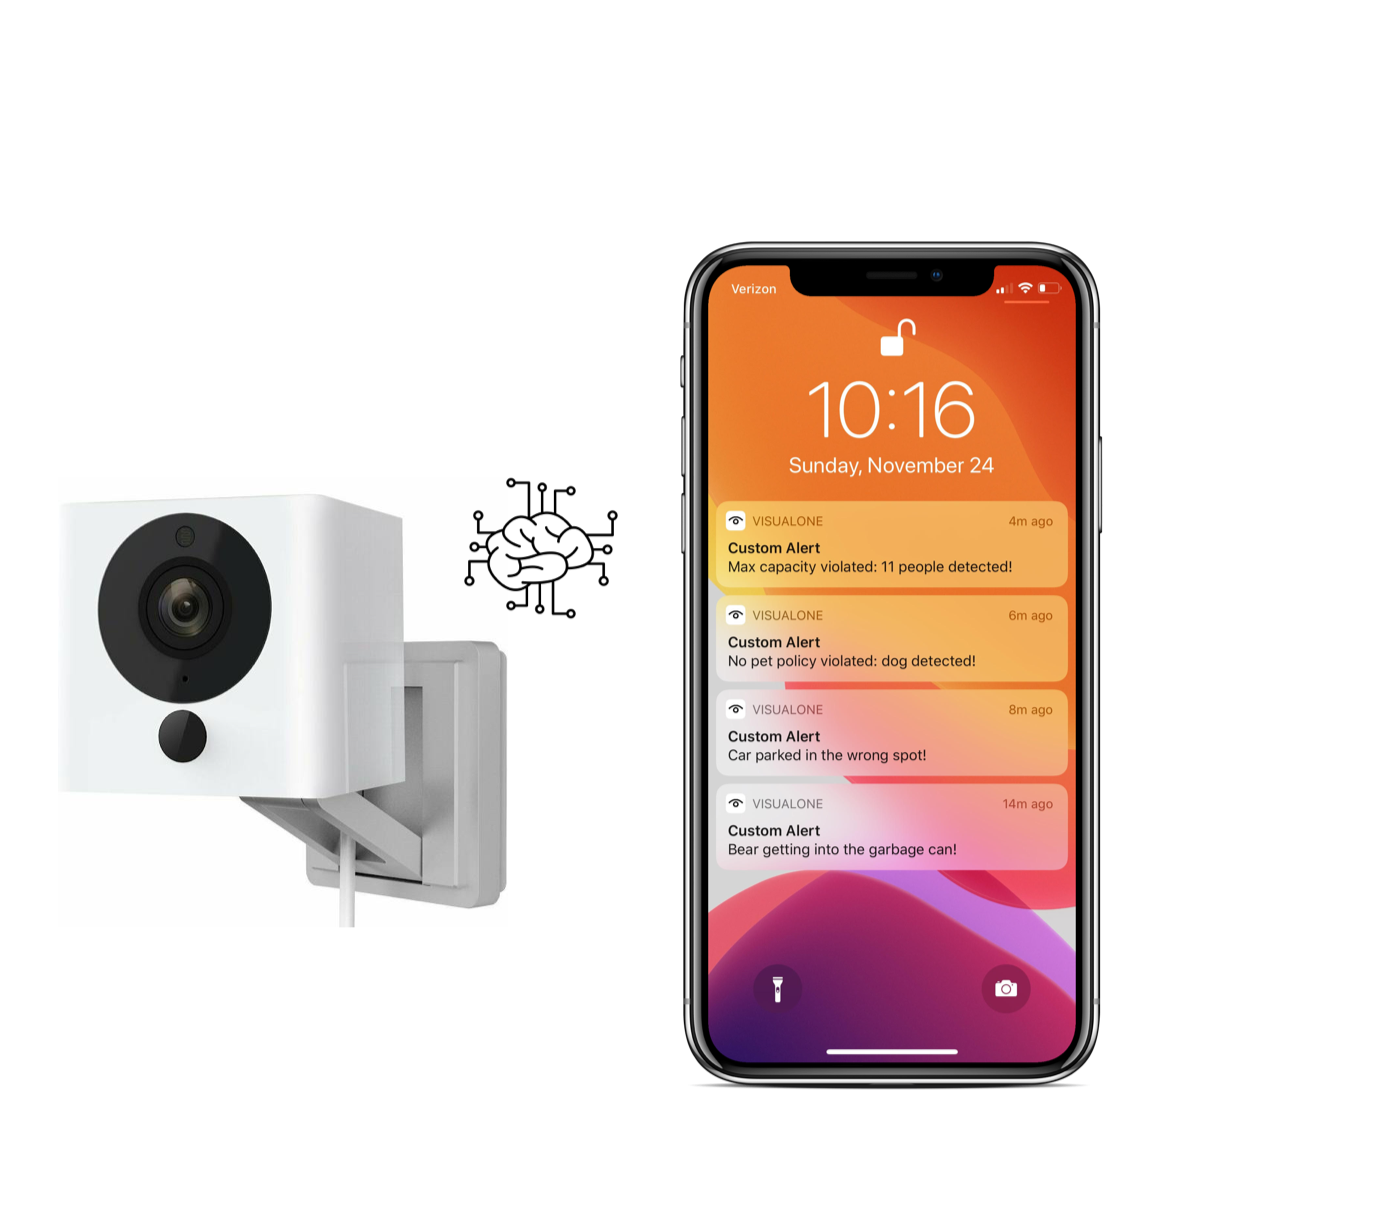 Verizon
10:16
Sunday, November 24
VISUALONE 4m ago
Custom Alert
Max capacity violated: 11 people detected!
VISUALONE 6m ago
Custom Alert
No pet policy violated: dog detected!
VISUALONE 8m ago
Custom Alert
Car parked in the wrong spot!
VISUALONE 14m ago
Custom Alert
Bear getting into the garbage can!